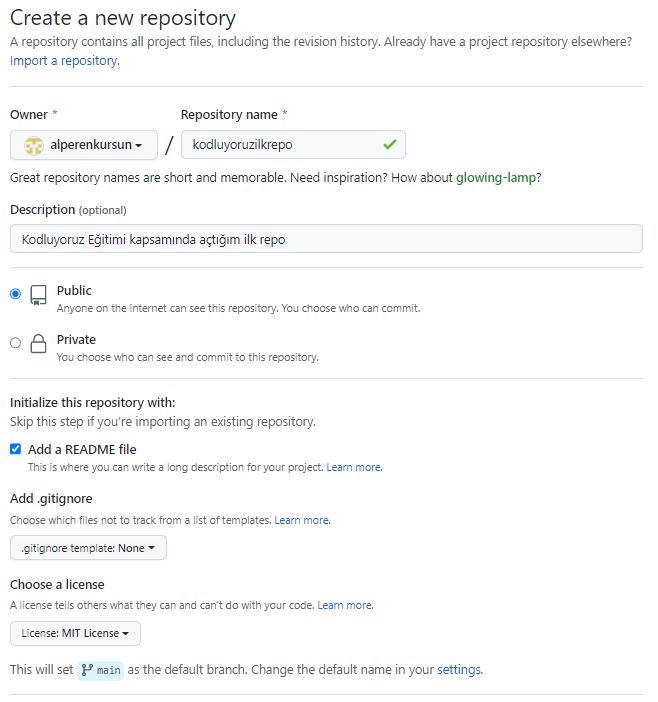 Create a new repository
A repository contains all project files, including the revision history. Already have a project repository elsewhere?
Import a repository.
Owner *
Repository name *
alperenkursun
/
kodluyoruzilkrepo
Great repository names are short and memorable. Need inspiration? How about glowing-lamp?
Description (optional)
Kodluyoruz Eğitimi kapsamında açtığım ilk repo
Public
Anyone on the internet can see this repository. You choose who can commit.
Private
You choose who can see and commit to this repository.
Initialize this repository with:
Skip this step if you're importing an existing repository.
Add a README file
This is where you can write a long description for your project. Learn more.
Add .gitignore
Choose which files not to track from a list of templates. Learn more.
.gitignore template: None
Choose a license
A license tells others what they can and can't do with your code. Learn more.
License: MIT License
This will set main as the default branch. Change the default name in your settings.